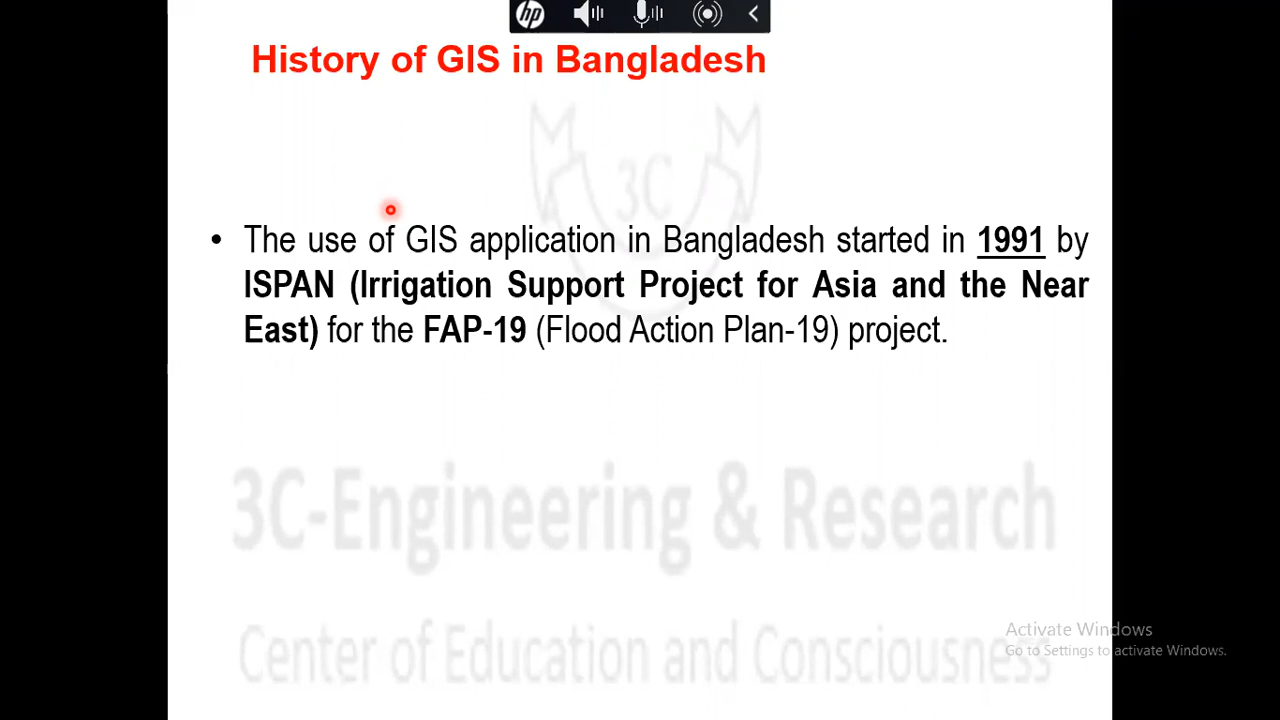 hp
History of GIS in Bangladesh
3C
• The use of GIS application in Bangladesh started in 1991 by
ISPAN (Irrigation Support Project for Asia and the Near
East) for the FAP-19 (Flood Action Plan-19) project.
3C-Engineering & Research
Center of Education and Consciousness
Activate Windows
Go to Settings to activate Windows.